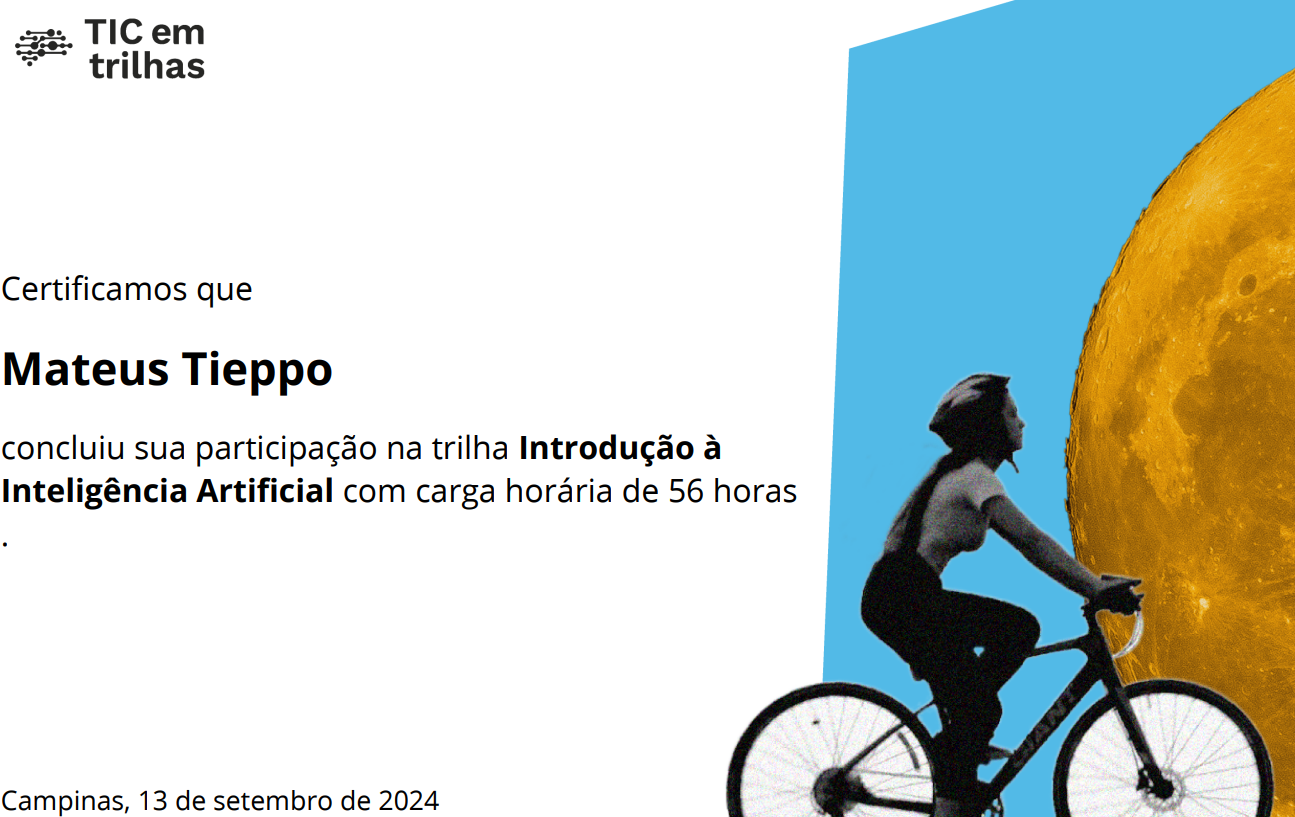 TIC em
trilhas
Certificamos que
Mateus Tieppo
concluiu sua participação na trilha Introdução à
Inteligência Artificial com carga horária de 56 horas
.
GIANT
Campinas, 13 de setembro de 2024